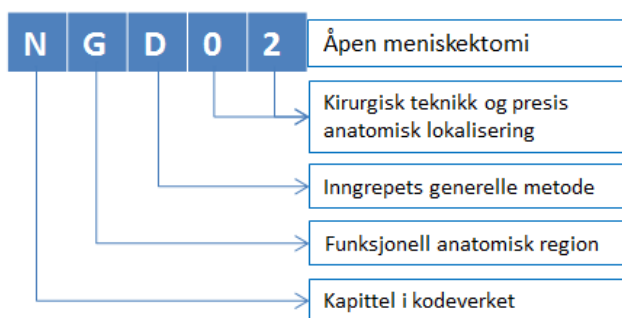 N G D 0 2 Åpen meniskektomi
Kirurgisk teknikk og presis
anatomisk lokalisering
Inngrepets generelle metode
Funksjonell anatomisk region
Kapittel i kodeverket